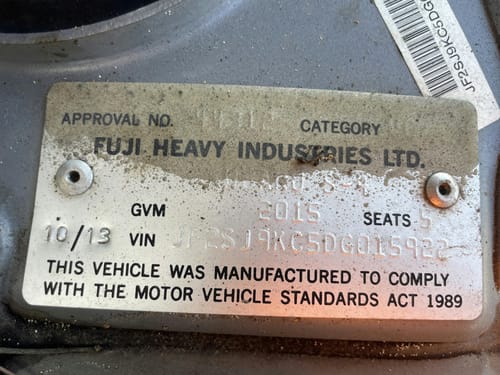 JF2SJ9KC5DG
APPROVAL NO. CATEGORY
FUJI HEAVY INDUSTRIES LTD.
GVM 2015 SEATS 5
10/13 VIN JF2SJ9KC5DG015922
THIS VEHICLE WAS MANUFACTURED TO COMPLY
WITH THE MOTOR VEHICLE STANDARDS ACT 1989